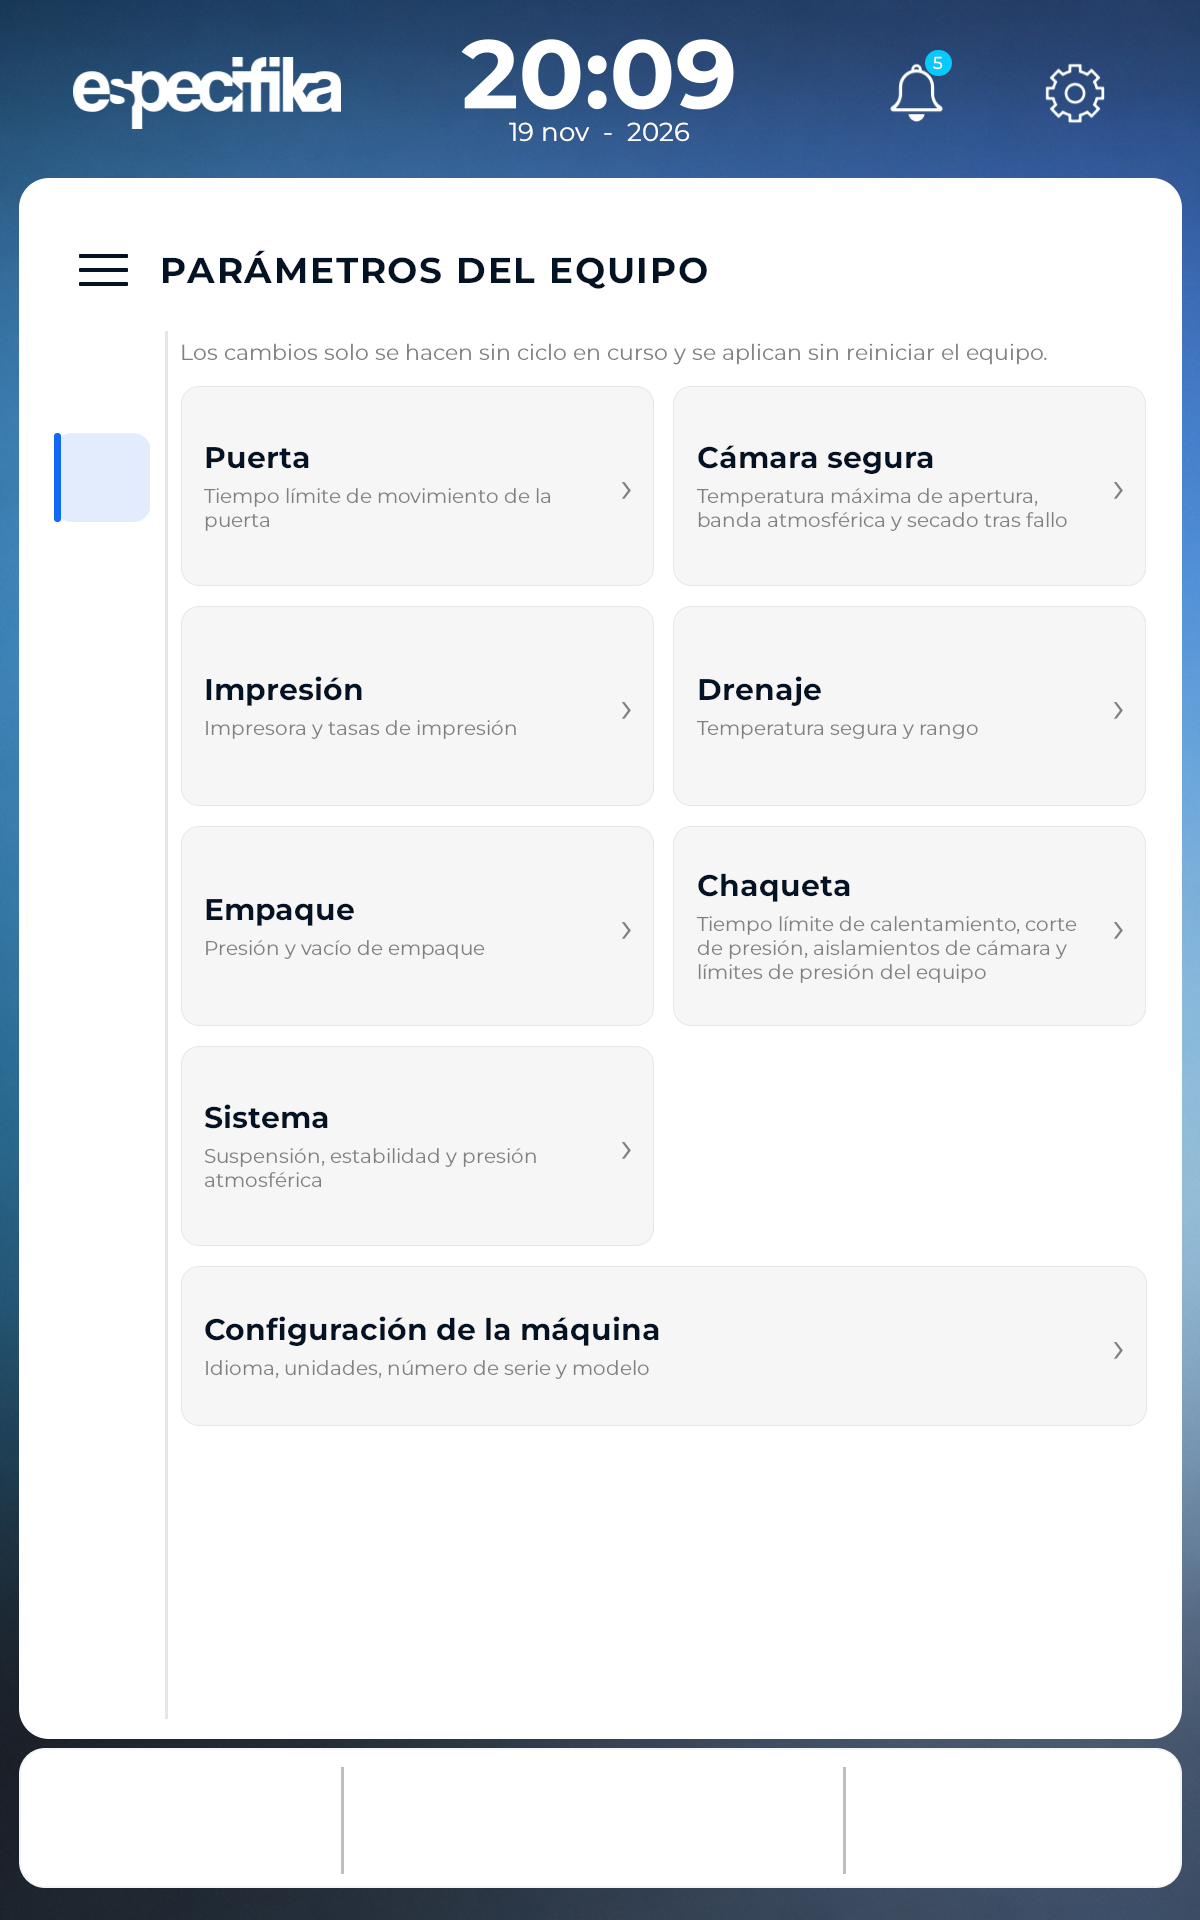 especifika
20:09
19 nov - 2026
5
PARÁMETROS DEL EQUIPO
Los cambios solo se hacen sin ciclo en curso y se aplican sin reiniciar el equipo.
Puerta
Tiempo límite de movimiento de la
puerta
Cámara segura
Temperatura máxima de apertura,
banda atmosférica y secado tras fallo
Impresión
Impresora y tasas de impresión
Drenaje
Temperatura segura y rango
Empaque
Presión y vacío de empaque
Chaqueta
Tiempo límite de calentamiento, corte
de presión, aislamientos de cámara y
límites de presión del equipo
Sistema
Suspensión, estabilidad y presión
atmosférica
Configuración de la máquina
Idioma, unidades, número de serie y modelo